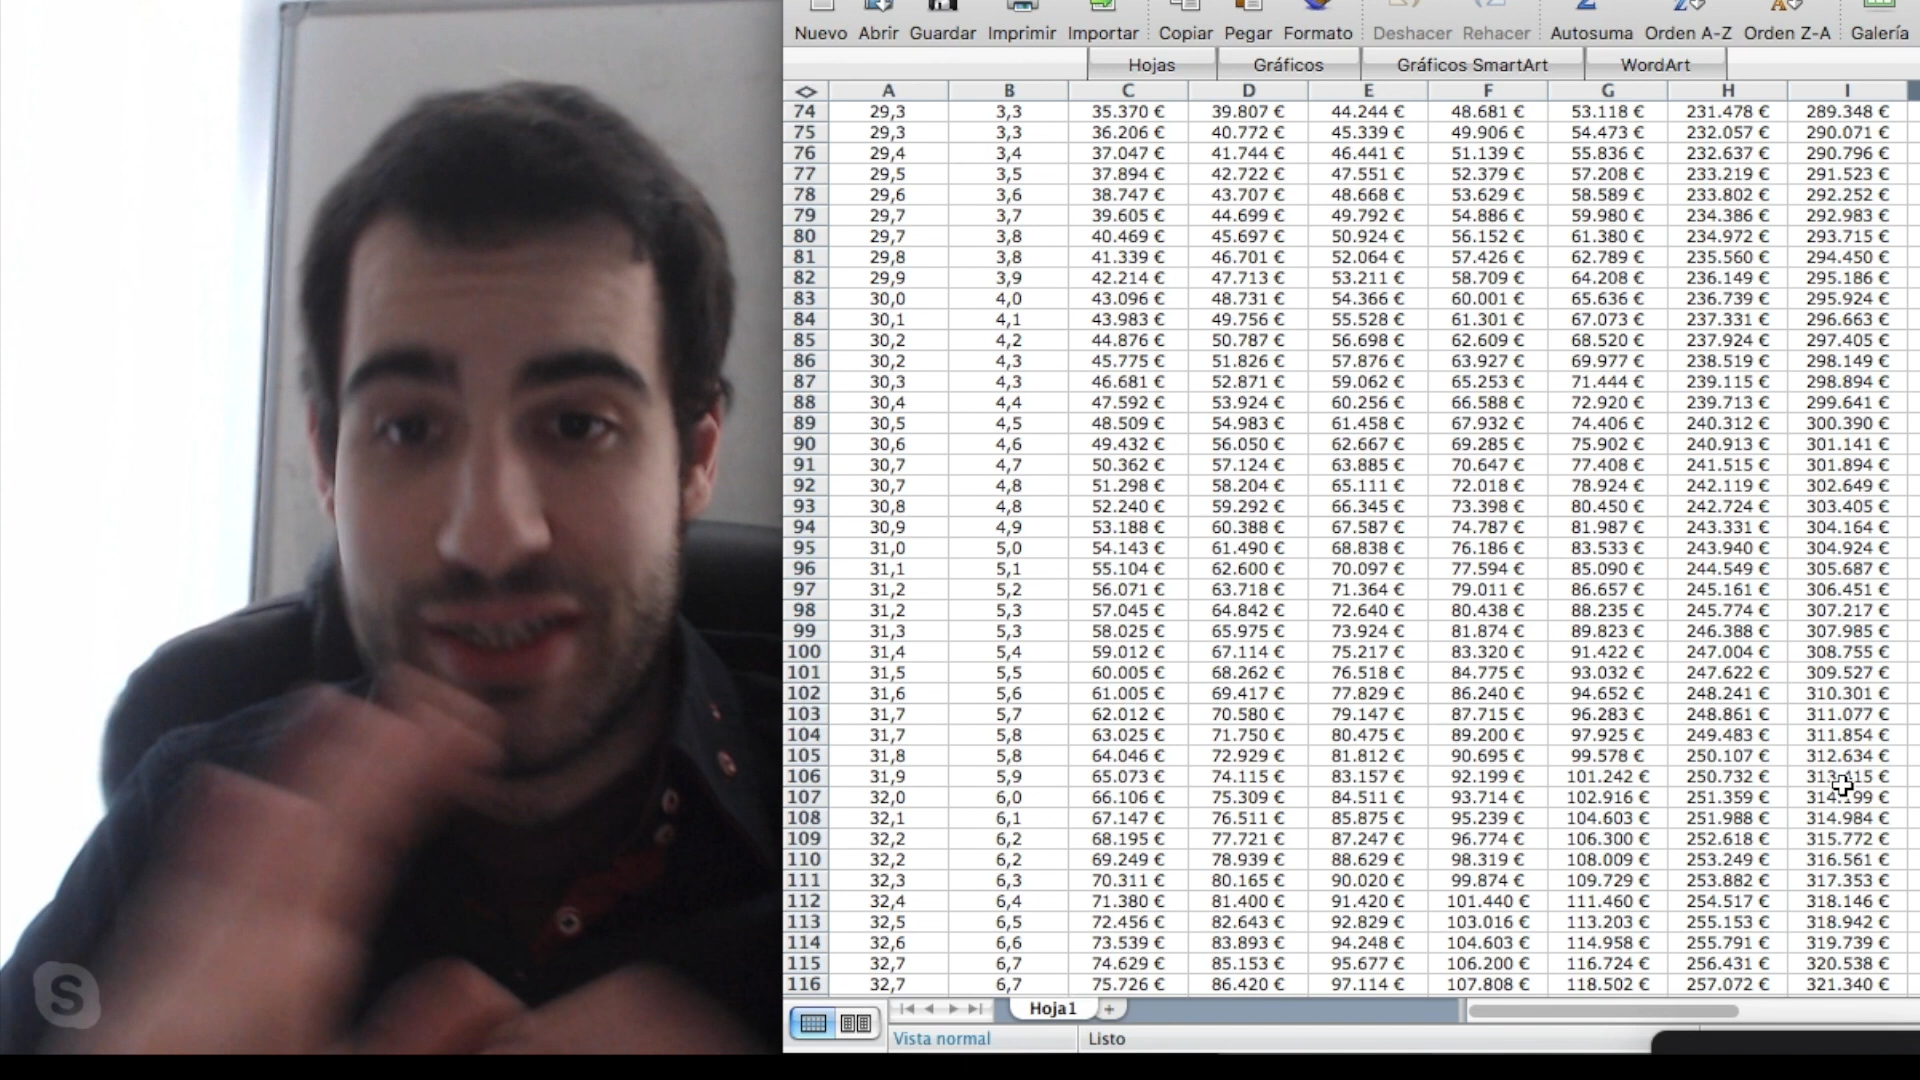 Nuevo Abrir Guardar Imprimir Importar Copiar Pegar Formato Deshacer Rehacer Autosuma Orden A-Z Orden Z-A Galería
Hojas Gráficos Gráficos SmartArt WordArt
A B C D E F G H I
74 29,3 3,3 35.370 € 39.807 € 44.244 € 48.681 € 53.118 € 231.478 € 289.348 €
75 29,3 3,3 36.206 € 40.772 € 45.339 € 49.906 € 54.473 € 232.057 € 290.071 €
76 29,4 3,4 37.047 € 41.744 € 46.441 € 51.139 € 55.836 € 232.637 € 290.796 €
77 29,5 3,5 37.894 € 42.722 € 47.551 € 52.379 € 57.208 € 233.219 € 291.523 €
78 29,6 3,6 38.747 € 43.707 € 48.668 € 53.629 € 58.589 € 233.802 € 292.252 €
79 29,7 3,7 39.605 € 44.699 € 49.792 € 54.886 € 59.980 € 234.386 € 292.983 €
80 29,7 3,8 40.469 € 45.697 € 50.924 € 56.152 € 61.380 € 234.972 € 293.715 €
81 29,8 3,8 41.339 € 46.701 € 52.064 € 57.426 € 62.789 € 235.560 € 294.450 €
82 29,9 3,9 42.214 € 47.713 € 53.211 € 58.709 € 64.208 € 236.149 € 295.186 €
83 30,0 4,0 43.096 € 48.731 € 54.366 € 60.001 € 65.636 € 236.739 € 295.924 €
84 30,1 4,1 43.983 € 49.756 € 55.528 € 61.301 € 67.073 € 237.331 € 296.663 €
85 30,2 4,2 44.876 € 50.787 € 56.698 € 62.609 € 68.520 € 237.924 € 297.405 €
86 30,2 4,3 45.775 € 51.826 € 57.876 € 63.927 € 69.977 € 238.519 € 298.149 €
87 30,3 4,3 46.681 € 52.871 € 59.062 € 65.253 € 71.444 € 239.115 € 298.894 €
88 30,4 4,4 47.592 € 53.924 € 60.256 € 66.588 € 72.920 € 239.713 € 299.641 €
89 30,5 4,5 48.509 € 54.983 € 61.458 € 67.932 € 74.406 € 240.312 € 300.390 €
90 30,6 4,6 49.432 € 56.050 € 62.667 € 69.285 € 75.902 € 240.913 € 301.141 €
91 30,7 4,7 50.362 € 57.124 € 63.885 € 70.647 € 77.408 € 241.515 € 301.894 €
92 30,7 4,8 51.298 € 58.204 € 65.111 € 72.018 € 78.924 € 242.119 € 302.649 €
93 30,8 4,8 52.240 € 59.292 € 66.345 € 73.398 € 80.450 € 242.724 € 303.405 €
94 30,9 4,9 53.188 € 60.388 € 67.587 € 74.787 € 81.987 € 243.331 € 304.164 €
95 31,0 5,0 54.143 € 61.490 € 68.838 € 76.186 € 83.533 € 243.940 € 304.924 €
96 31,1 5,1 55.104 € 62.600 € 70.097 € 77.594 € 85.090 € 244.549 € 305.687 €
97 31,2 5,2 56.071 € 63.718 € 71.364 € 79.011 € 86.657 € 245.161 € 306.451 €
98 31,2 5,3 57.045 € 64.842 € 72.640 € 80.438 € 88.235 € 245.774 € 307.217 €
99 31,3 5,3 58.025 € 65.975 € 73.924 € 81.874 € 89.823 € 246.388 € 307.985 €
100 31,4 5,4 59.012 € 67.114 € 75.217 € 83.320 € 91.422 € 247.004 € 308.755 €
101 31,5 5,5 60.005 € 68.262 € 76.518 € 84.775 € 93.032 € 247.622 € 309.527 €
102 31,6 5,6 61.005 € 69.417 € 77.829 € 86.240 € 94.652 € 248.241 € 310.301 €
103 31,7 5,7 62.012 € 70.580 € 79.147 € 87.715 € 96.283 € 248.861 € 311.077 €
104 31,7 5,8 63.025 € 71.750 € 80.475 € 89.200 € 97.925 € 249.483 € 311.854 €
105 31,8 5,8 64.046 € 72.929 € 81.812 € 90.695 € 99.578 € 250.107 € 312.634 €
106 31,9 5,9 65.073 € 74.115 € 83.157 € 92.199 € 101.242 € 250.732 €
107 32,0 6,0 66.106 € 75.309 € 84.511 € 93.714 € 102.916 € 251.359 €
108 32,1 6,1 67.147 € 76.511 € 85.875 € 95.239 € 104.603 € 251.988 € 314.984 €
109 32,2 6,2 68.195 € 77.721 € 87.247 € 96.774 € 106.300 € 252.618 € 315.772 €
110 32,2 6,2 69.249 € 78.939 € 88.629 € 98.319 € 108.009 € 253.249 € 316.561 €
111 32,3 6,3 70.311 € 80.165 € 90.020 € 99.874 € 109.729 € 253.882 € 317.353 €
112 32,4 6,4 71.380 € 81.400 € 91.420 € 101.440 € 111.460 € 254.517 € 318.146 €
113 32,5 6,5 72.456 € 82.643 € 92.829 € 103.016 € 113.203 € 255.153 € 318.942 €
114 32,6 6,6 73.539 € 83.893 € 94.248 € 104.603 € 114.958 € 255.791 € 319.739 €
115 32,7 6,7 74.629 € 85.153 € 95.677 € 106.200 € 116.724 € 256.431 € 320.538 €
116 32,7 6,7 75.726 € 86.420 € 97.114 € 107.808 € 118.502 € 257.072 € 321.340 €
Hoja1 +
Vista normal Listo